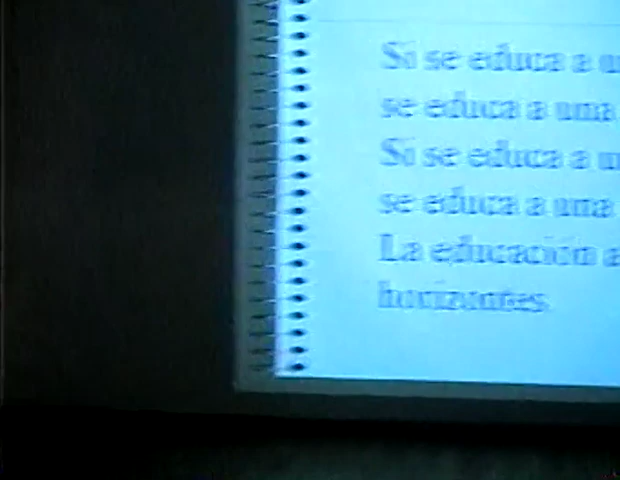 Si se educa a
se educa a una
Si se educa a
se educa a una
La educación
horizontes